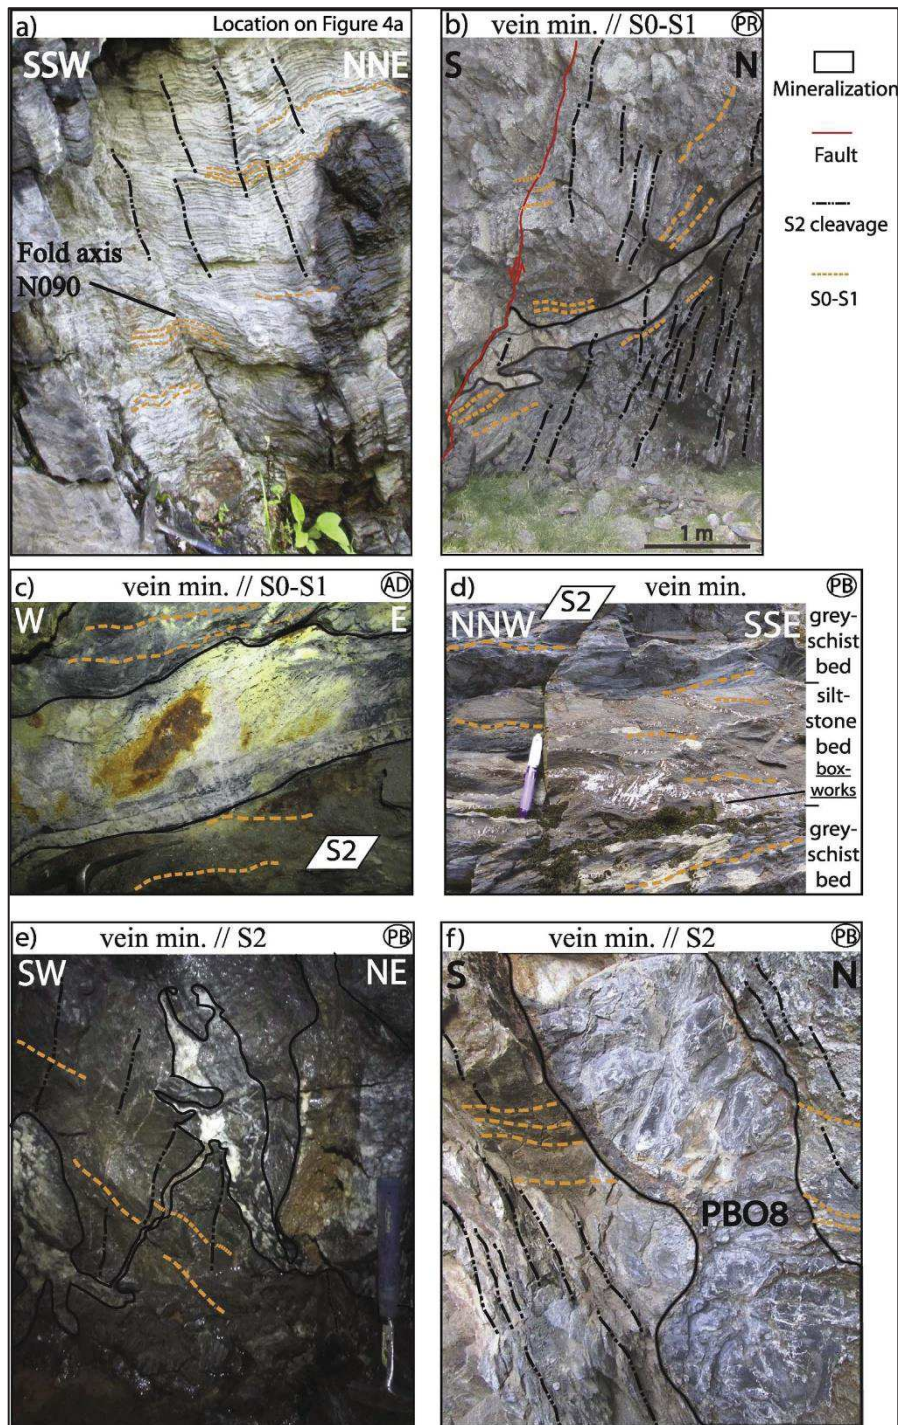 a) Location on Figure 4a
SSW NNE
Fold axis
N090
b) vein min. // S0-S1 PR
S N
1 m
Mineralization
Fault
S2 cleavage
S0-S1
c) vein min. // S0-S1 AD
W E
S2
d) vein min. PB
S2
NNW SSE
grey-
schist
bed
silt-
stone
bed
box-
works
grey-
schist
bed
e) vein min. // S2 PB
SW NE
f) vein min. // S2 PB
S N
PBO8